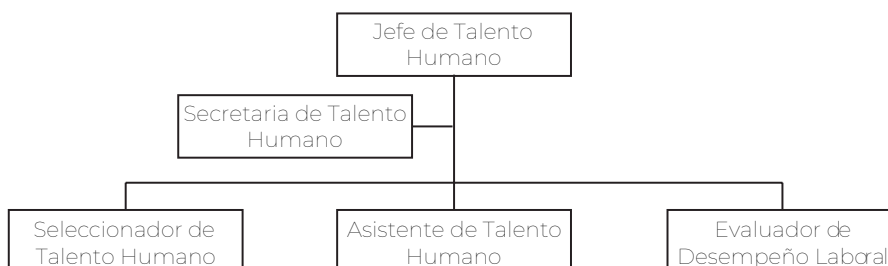 Jefe de Talento
Humano
Secretaria de Talento
Humano
Seleccionador de
Talento Humano
Asistente de Talento
Humano
Evaluador de
Desempeño Laboral